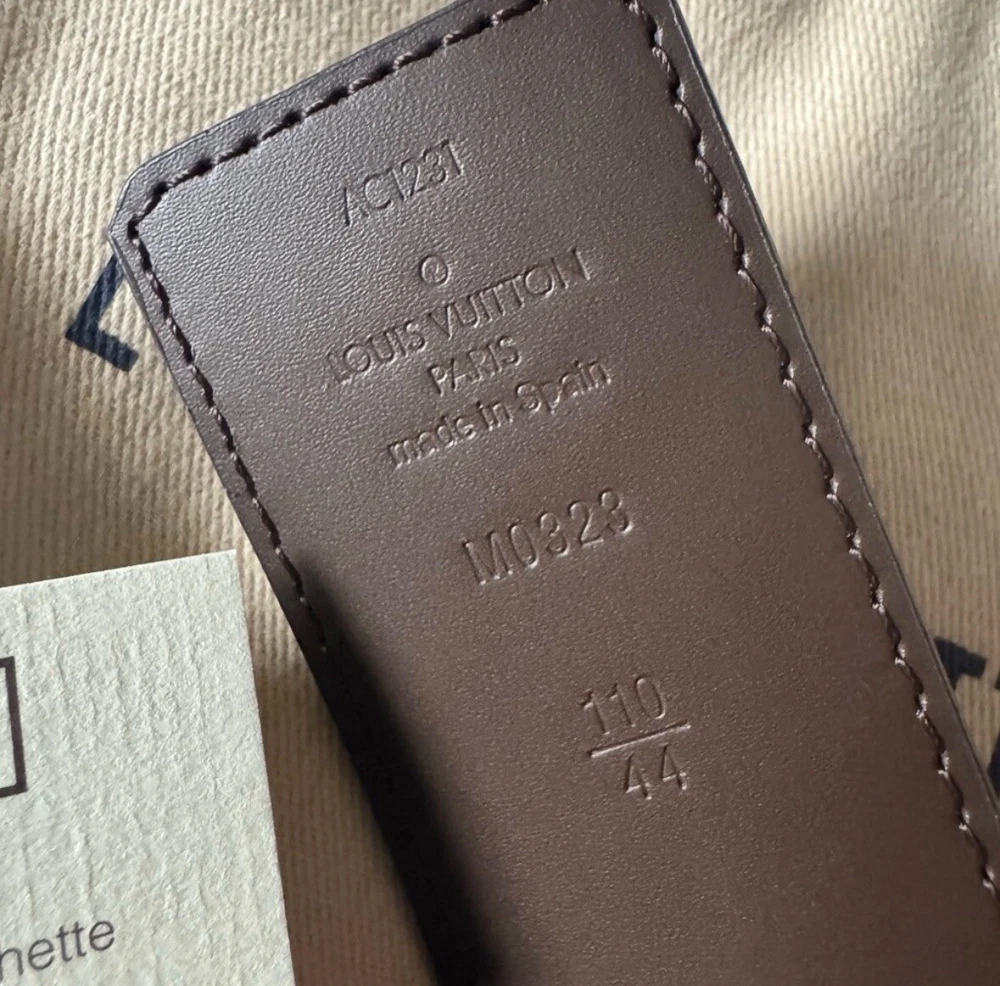 AC1231
LOUIS VUITTON
PARIS
made in Spain
M0323
110
44
nette